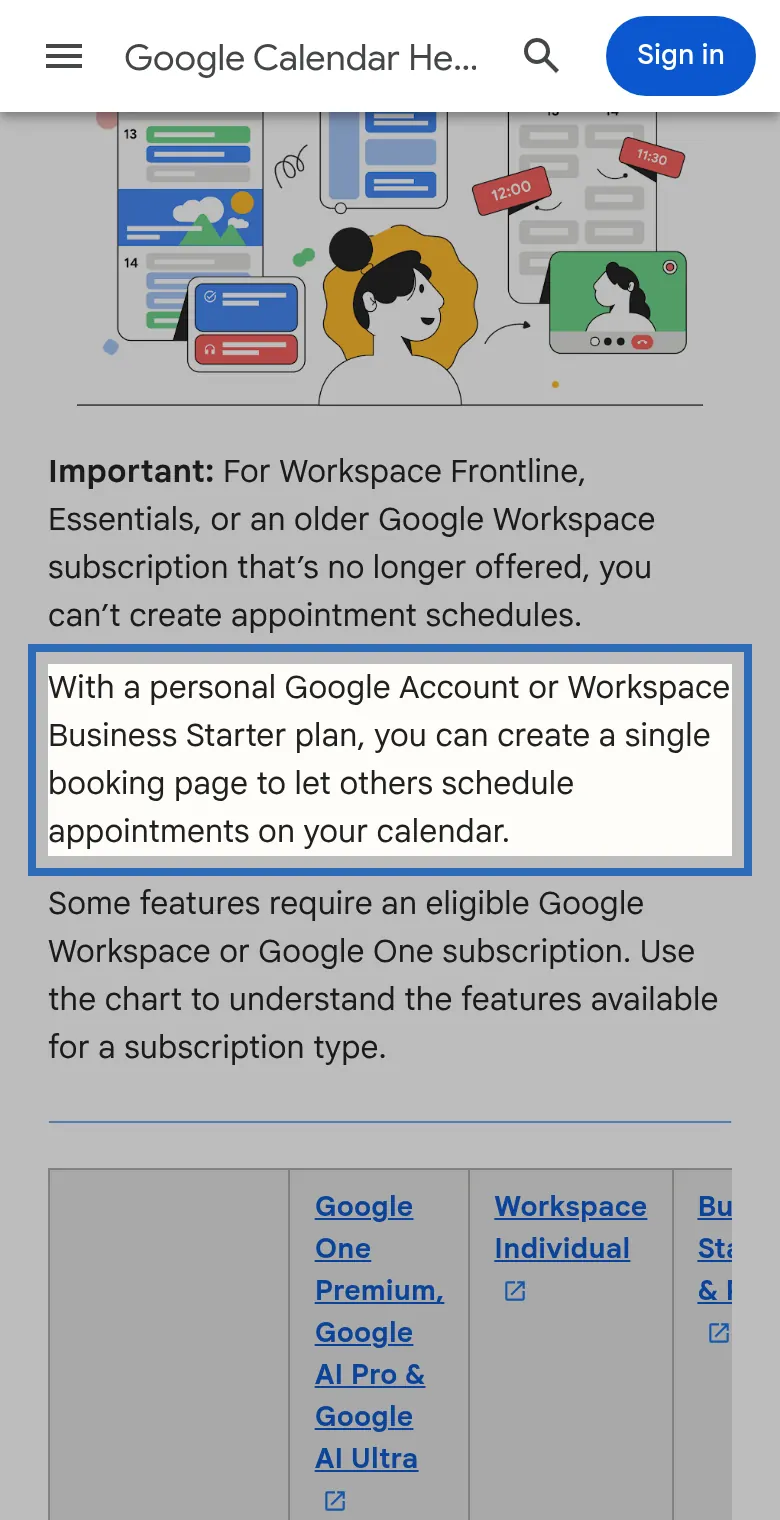 Google Calendar He...
Sign in
13
14
12:00
11:30
14
Important: For Workspace Frontline,
Essentials, or an older Google Workspace
subscription that’s no longer offered, you
can’t create appointment schedules.
With a personal Google Account or Workspace
Business Starter plan, you can create a single
booking page to let others schedule
appointments on your calendar.
Some features require an eligible Google
Workspace or Google One subscription. Use
the chart to understand the features available
for a subscription type.
Google
One
Premium,
Google
AI Pro &
Google
AI Ultra
Workspace
Individual
Bu
Sta
&